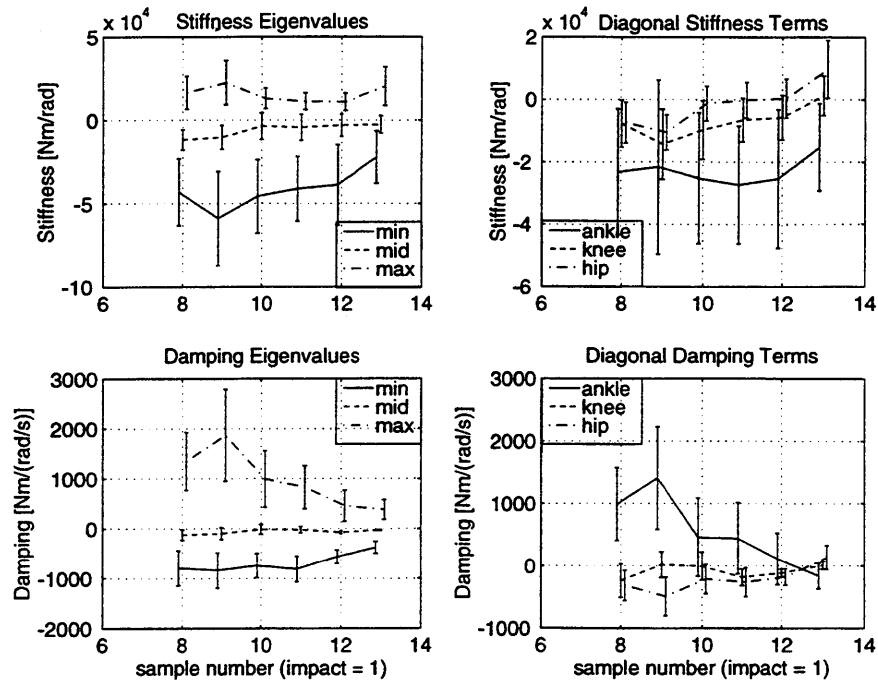 x 10^4 Stiffness Eigenvalues
5
0
-5
-10
Stiffness [Nm/rad]
min
mid
max
6 8 10 12 14
x 10^4 Diagonal Stiffness Terms
2
0
-2
-4
-6
Stiffness [Nm/rad]
ankle
knee
hip
6 8 10 12 14
Damping Eigenvalues
3000
2000
1000
0
-1000
-2000
Damping [Nm/(rad/s)]
min
mid
max
6 8 10 12 14
sample number (impact = 1)
Diagonal Damping Terms
3000
2000
1000
0
-1000
Damping [Nm/(rad/s)]
ankle
knee
hip
6 8 10 12 14
sample number (impact = 1)